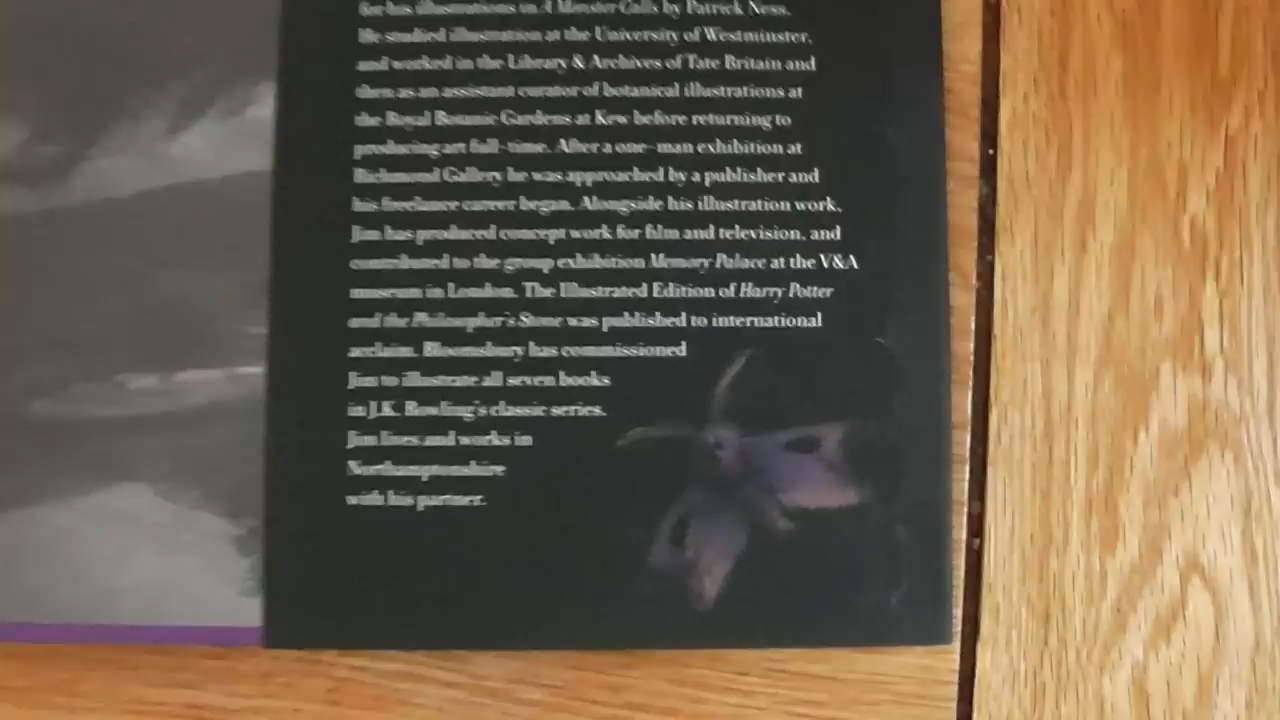 for his illustrations in A Monster Calls by Patrick Ness.
He studied illustration at the University of Westminster,
and worked in the Library & Archives of Tate Britain and
then as an assistant curator of botanical illustrations at
the Royal Botanic Gardens at Kew before returning to
producing art full-time. After a one-man exhibition at
Richmond Gallery he was approached by a publisher and
his freelance career began. Alongside his illustration work,
Jim has produced concept work for film and television, and
contributed to the group exhibition Memory Palace at the V&A
museum in London. The Illustrated Edition of Harry Potter
and the Philosopher's Stone was published to international
acclaim. Bloomsbury has commissioned
Jim to illustrate all seven books
in J.K. Rowling's classic series.
Jim lives and works in
Northamptonshire
with his partner.